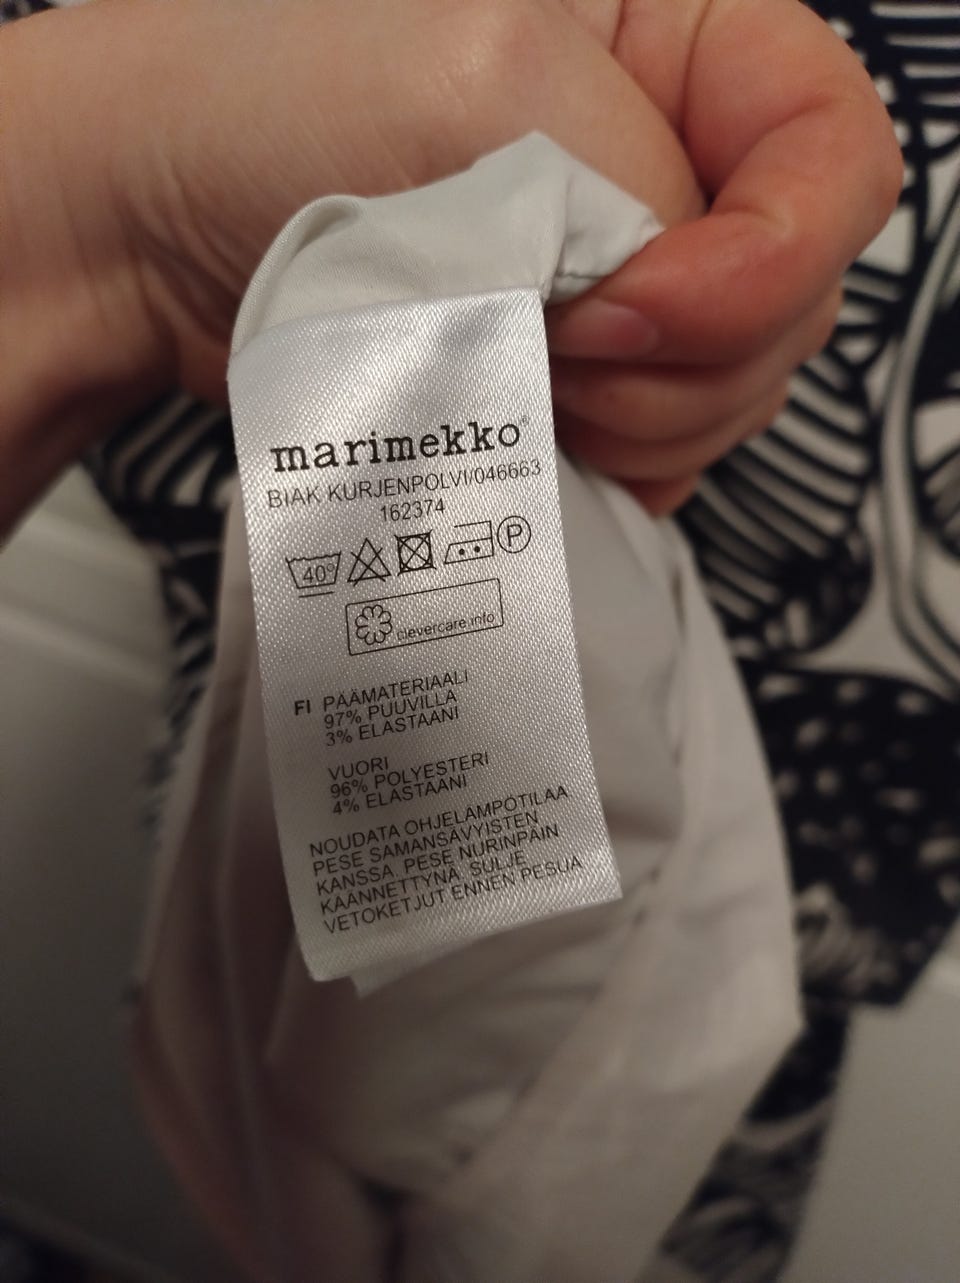 marimekko®
BIAK KURJENPOLVI/046663
162374
40° P
clevercare.info
FI PÄÄMATERIAALI
97% PUUVILLA
3% ELASTAANI
VUORI
96% POLYESTERI
4% ELASTAANI
NOUDATA OHJELÄMPÖTILAA
PESE SAMANSÄVYISTEN
KANSSA. PESE NURINPÄIN
KÄÄNNETTYNÄ. SULJE
VETOKETJUT ENNEN PESUA